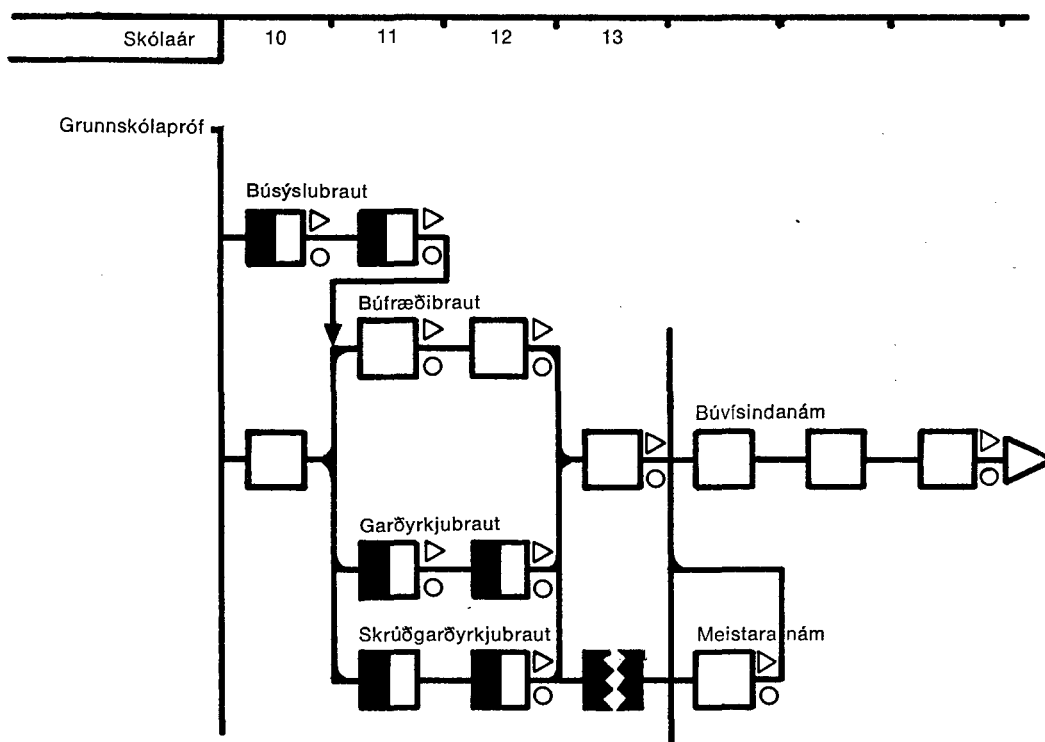 Skólaár 10 11 12 13
Grunnskólapróf
Búsýslubraut
Búfræðibraut
Búvísindanám
Garðyrkjubraut
Skrúðgarðyrkjubraut
Meistaranám